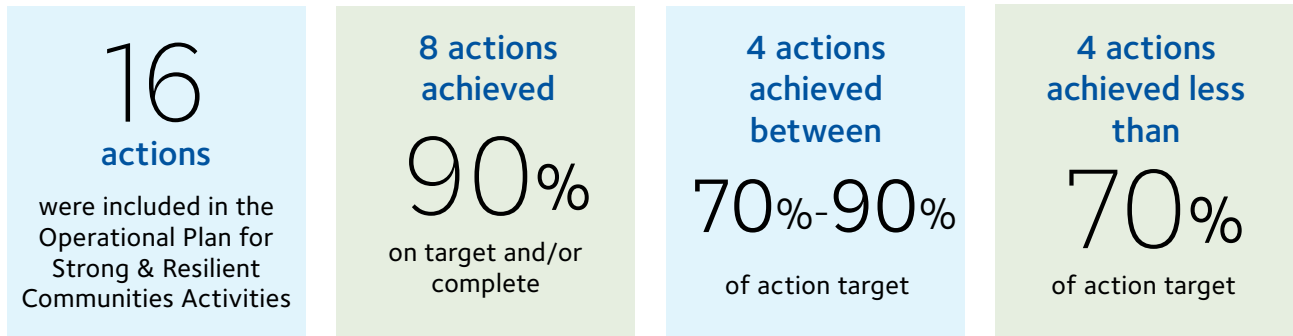 16
actions
were included in the
Operational Plan for
Strong & Resilient
Communities Activities
8 actions
achieved
90%
on target and/or
complete
4 actions
achieved
between
70%-90%
of action target
4 actions
achieved less
than
70%
of action target